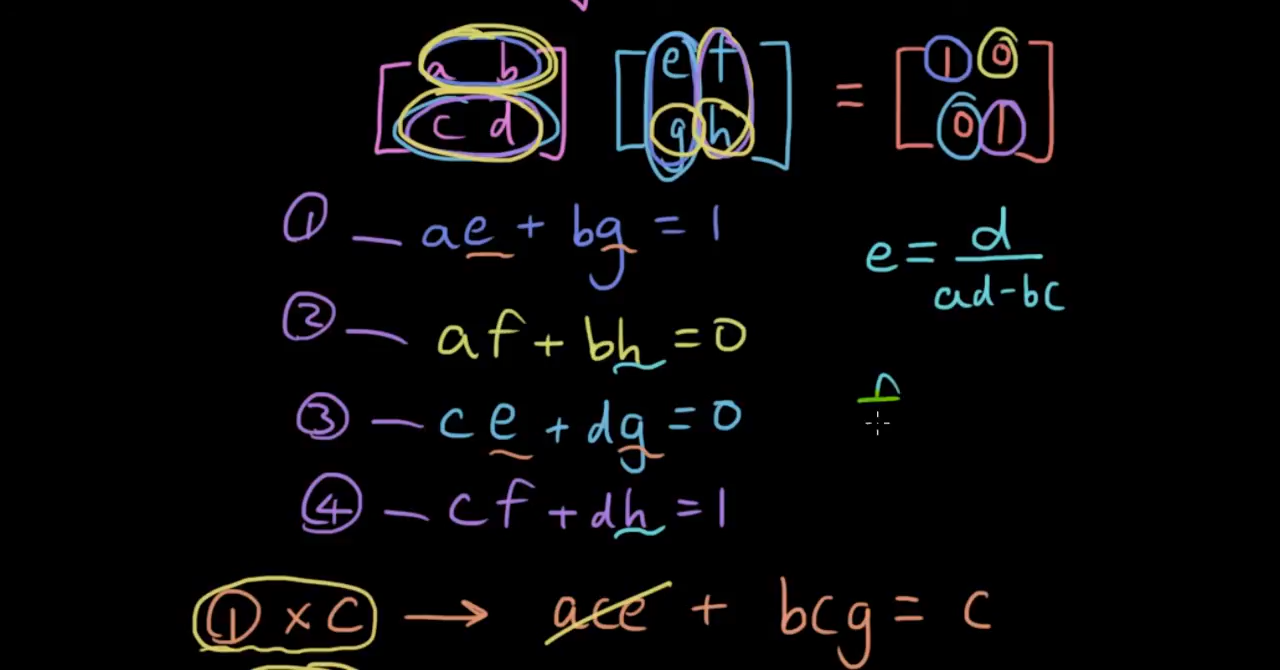 [a b c d] [e f g h] = [1 0 0 1]
① — ae + bg = 1
e = d / ad-bc
② — af + bh = 0
③ — ce + dg = 0
④ — cf + dh = 1
① × C → ace + bcg = c